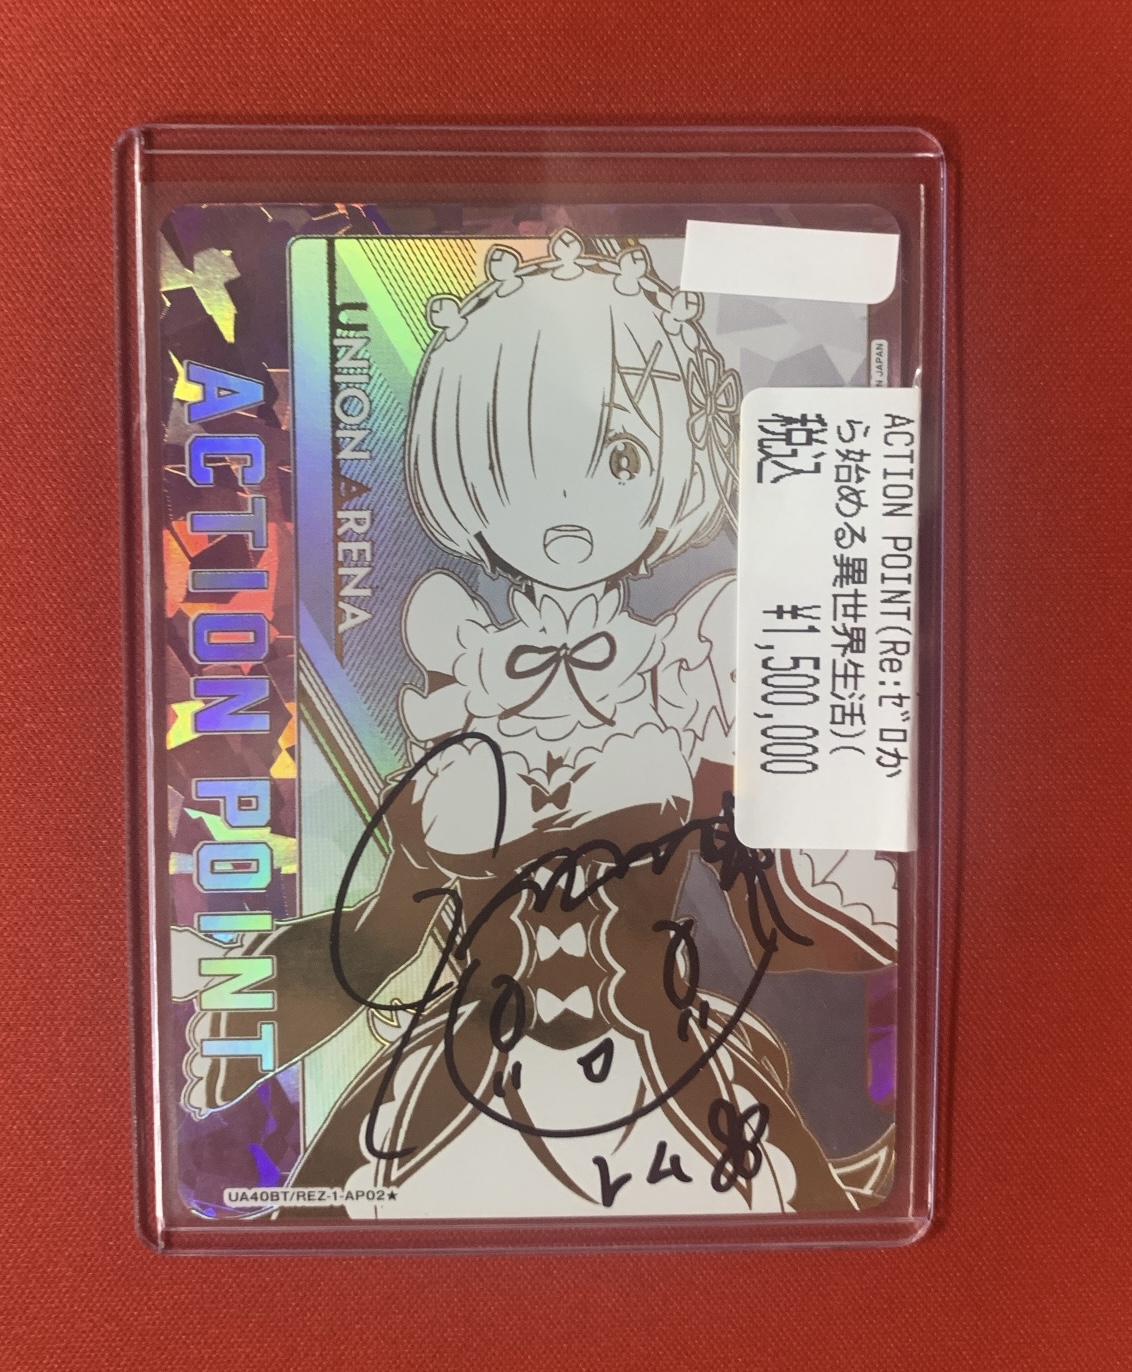 UNION ARENA
ACTION POINT
ACTION POINT(Re:ｾﾞﾛか
ら始める異世界生活)(
税込
¥1,500,000
N JAPAN
UA40BT/REZ-1-AP02★